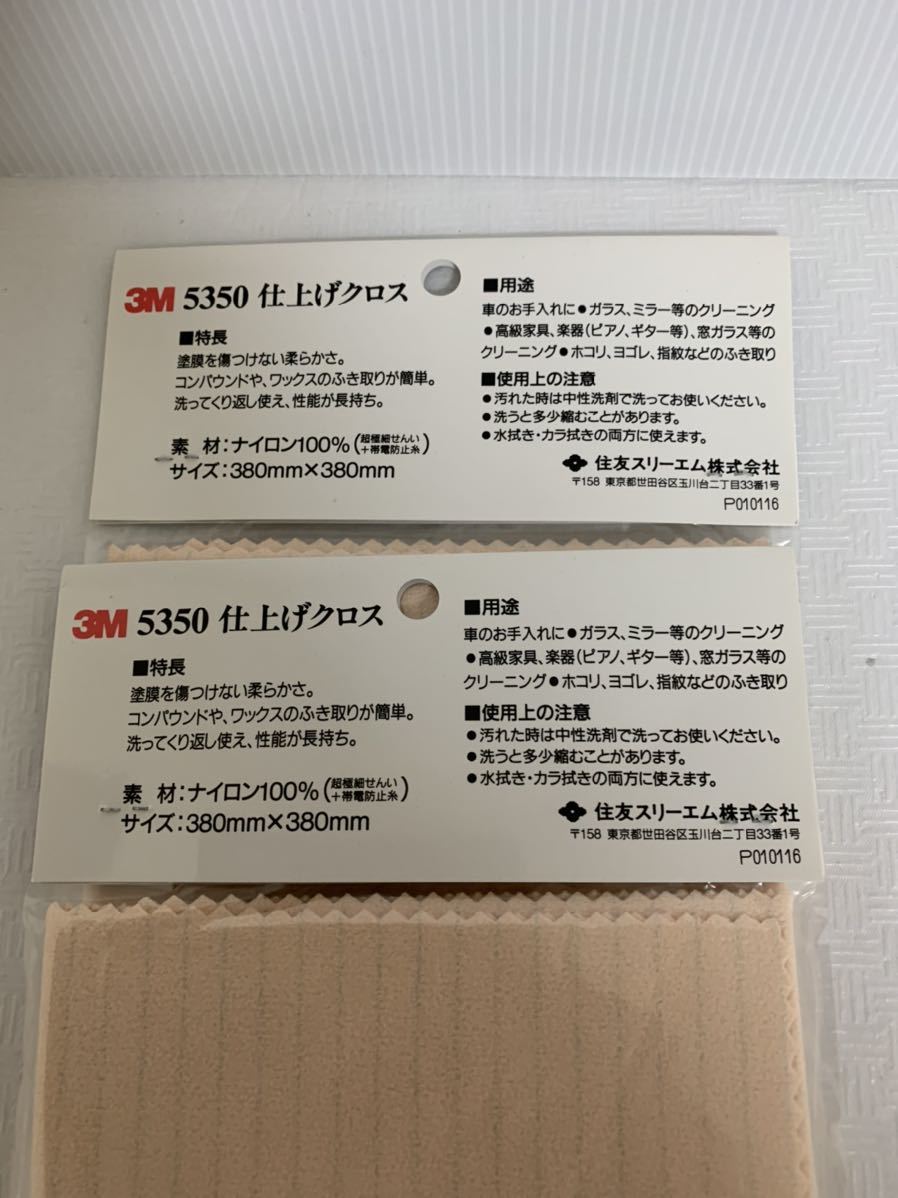 3M 5350 仕上げクロス
■特長
塗膜を傷つけない柔らかさ。
コンパウンドや、ワックスのふき取りが簡単。
洗ってくり返し使え、性能が長持ち。
素 材:ナイロン100%(超極細せんい+帯電防止糸)
サイズ:380mm×380mm
■用途
車のお手入れに●ガラス、ミラー等のクリーニング
●高級家具、楽器(ピアノ、ギター等)、窓ガラス等の
クリーニング●ホコリ、ヨゴレ、指紋などのふき取り
■使用上の注意
●汚れた時は中性洗剤で洗ってお使いください。
●洗うと多少縮むことがあります。
●水拭き・カラ拭きの両方に使えます。
住友スリーエム株式会社
〒158 東京都世田谷区玉川台二丁目33番1号
P010116
3M 5350 仕上げクロス
■特長
塗膜を傷つけない柔らかさ。
コンパウンドや、ワックスのふき取りが簡単。
洗ってくり返し使え、性能が長持ち。
素 材:ナイロン100%(超極細せんい+帯電防止糸)
サイズ:380mm×380mm
■用途
車のお手入れに●ガラス、ミラー等のクリーニング
●高級家具、楽器(ピアノ、ギター等)、窓ガラス等の
クリーニング●ホコリ、ヨゴレ、指紋などのふき取り
■使用上の注意
●汚れた時は中性洗剤で洗ってお使いください。
●洗うと多少縮むことがあります。
●水拭き・カラ拭きの両方に使えます。
住友スリーエム株式会社
〒158 東京都世田谷区玉川台二丁目33番1号
P010116